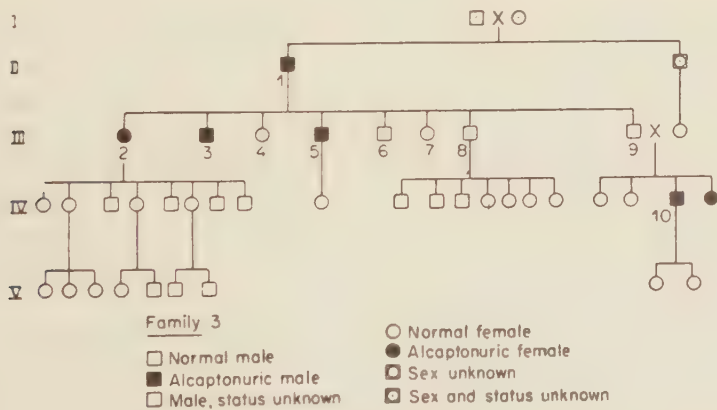 I
X
II
1
III
2 3 4 5 6 7 8 9 X
IV
10
V
Family 3
Normal male
Alcaptonuric male
Male, status unknown
Normal female
Alcaptonuric female
Sex unknown
Sex and status unknown